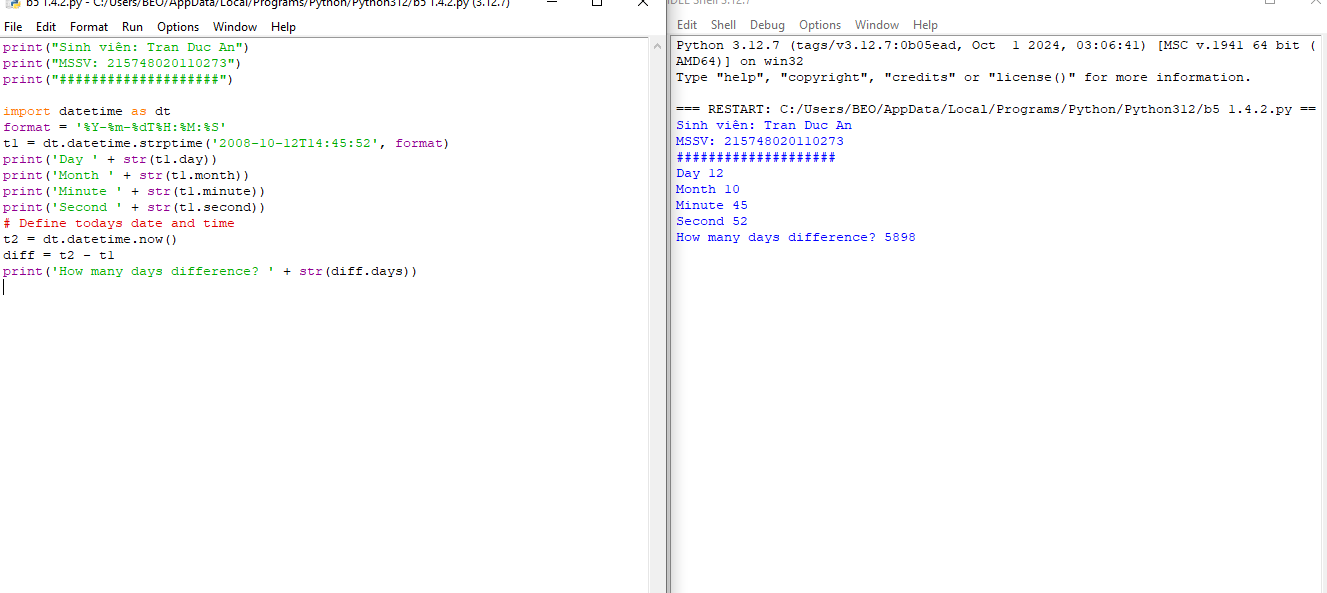 b5 1.4.2.py - C:/Users/BEO/AppData/Local/Programs/Python/Python312/b5 1.4.2.py (3.12.7)
File Edit Format Run Options Window Help
print("Sinh viên: Tran Duc An")
print("MSSV: 215748020110273")
print("####################")
import datetime as dt
format = '%Y-%m-%dT%H:%M:%S'
t1 = dt.datetime.strptime('2008-10-12T14:45:52', format)
print('Day ' + str(t1.day))
print('Month ' + str(t1.month))
print('Minute ' + str(t1.minute))
print('Second ' + str(t1.second))
# Define todays date and time
t2 = dt.datetime.now()
diff = t2 - t1
print('How many days difference? ' + str(diff.days))
IDLE Shell 3.12.7
Edit Shell Debug Options Window Help
Python 3.12.7 (tags/v3.12.7:0b05ead, Oct  1 2024, 03:06:41) [MSC v.1941 64 bit (
AMD64)] on win32
Type "help", "copyright", "credits" or "license()" for more information.
=== RESTART: C:/Users/BEO/AppData/Local/Programs/Python/Python312/b5 1.4.2.py ==
Sinh viên: Tran Duc An
MSSV: 215748020110273
####################
Day 12
Month 10
Minute 45
Second 52
How many days difference? 5898